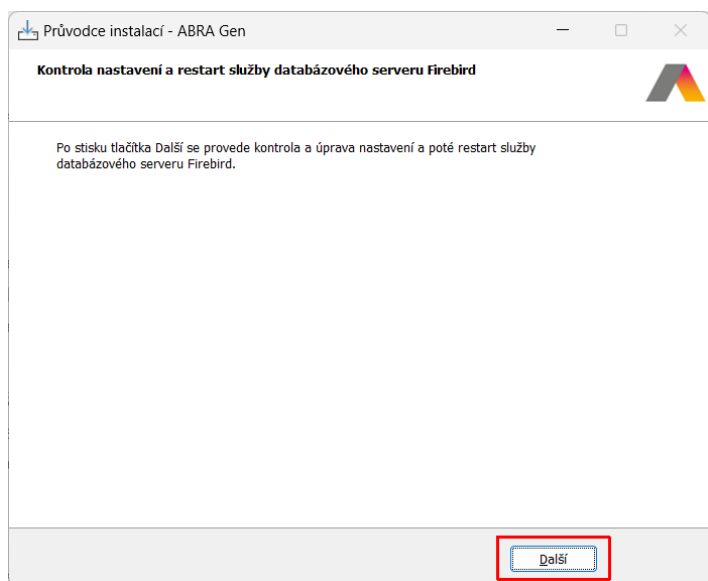 Průvodce instalací - ABRA Gen
Kontrola nastavení a restart služby databázového serveru Firebird
Po stisku tlačítka Další se provede kontrola a úprava nastavení a poté restart služby
databázového serveru Firebird.
Další